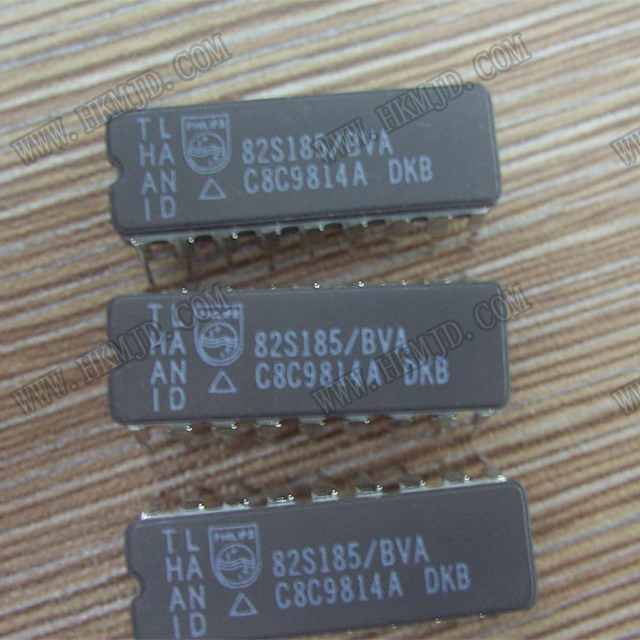 WWW.HKMJD.COM
WWW.HKMJD.COM
TL
HA
AN
ID
PHILIPS
82S185/BVA
C8C9814A DKB
WWW.HKMJD.COM
WWW.HKMJD.COM
TL
HA
AN
ID
82S185/BVA
C8C9814A DKB
TL
HA
AN
ID
PHILIPS
82S185/BVA
C8C9814A DKB